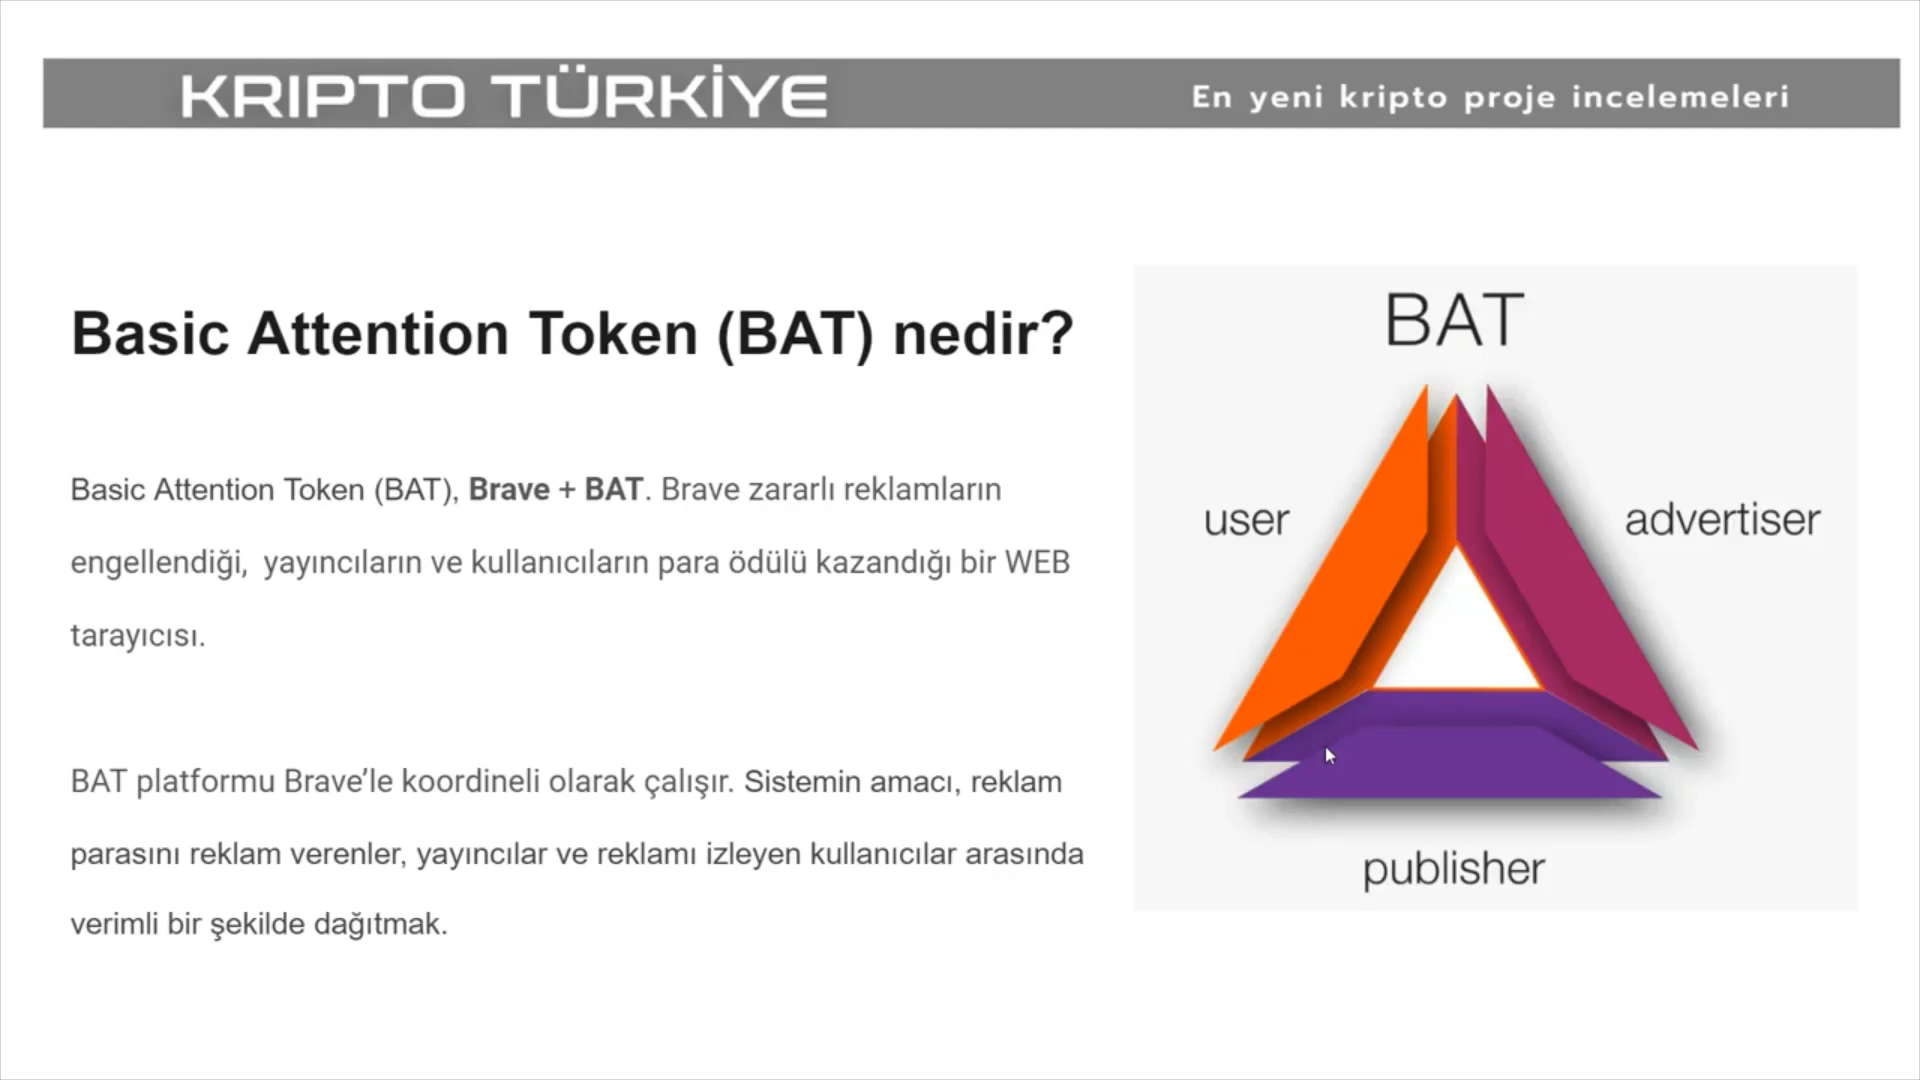 KRIPTO TÜRKİYE
En yeni kripto proje incelemeleri
Basic Attention Token (BAT) nedir?
Basic Attention Token (BAT), Brave + BAT. Brave zararlı reklamların
engellendiği,  yayıncıların ve kullanıcıların para ödülü kazandığı bir WEB
tarayıcısı.
BAT platformu Brave’le koordineli olarak çalışır. Sistemin amacı, reklam
parasını reklam verenler, yayıncılar ve reklamı izleyen kullanıcılar arasında
verimli bir şekilde dağıtmak.
BAT
user
advertiser
publisher